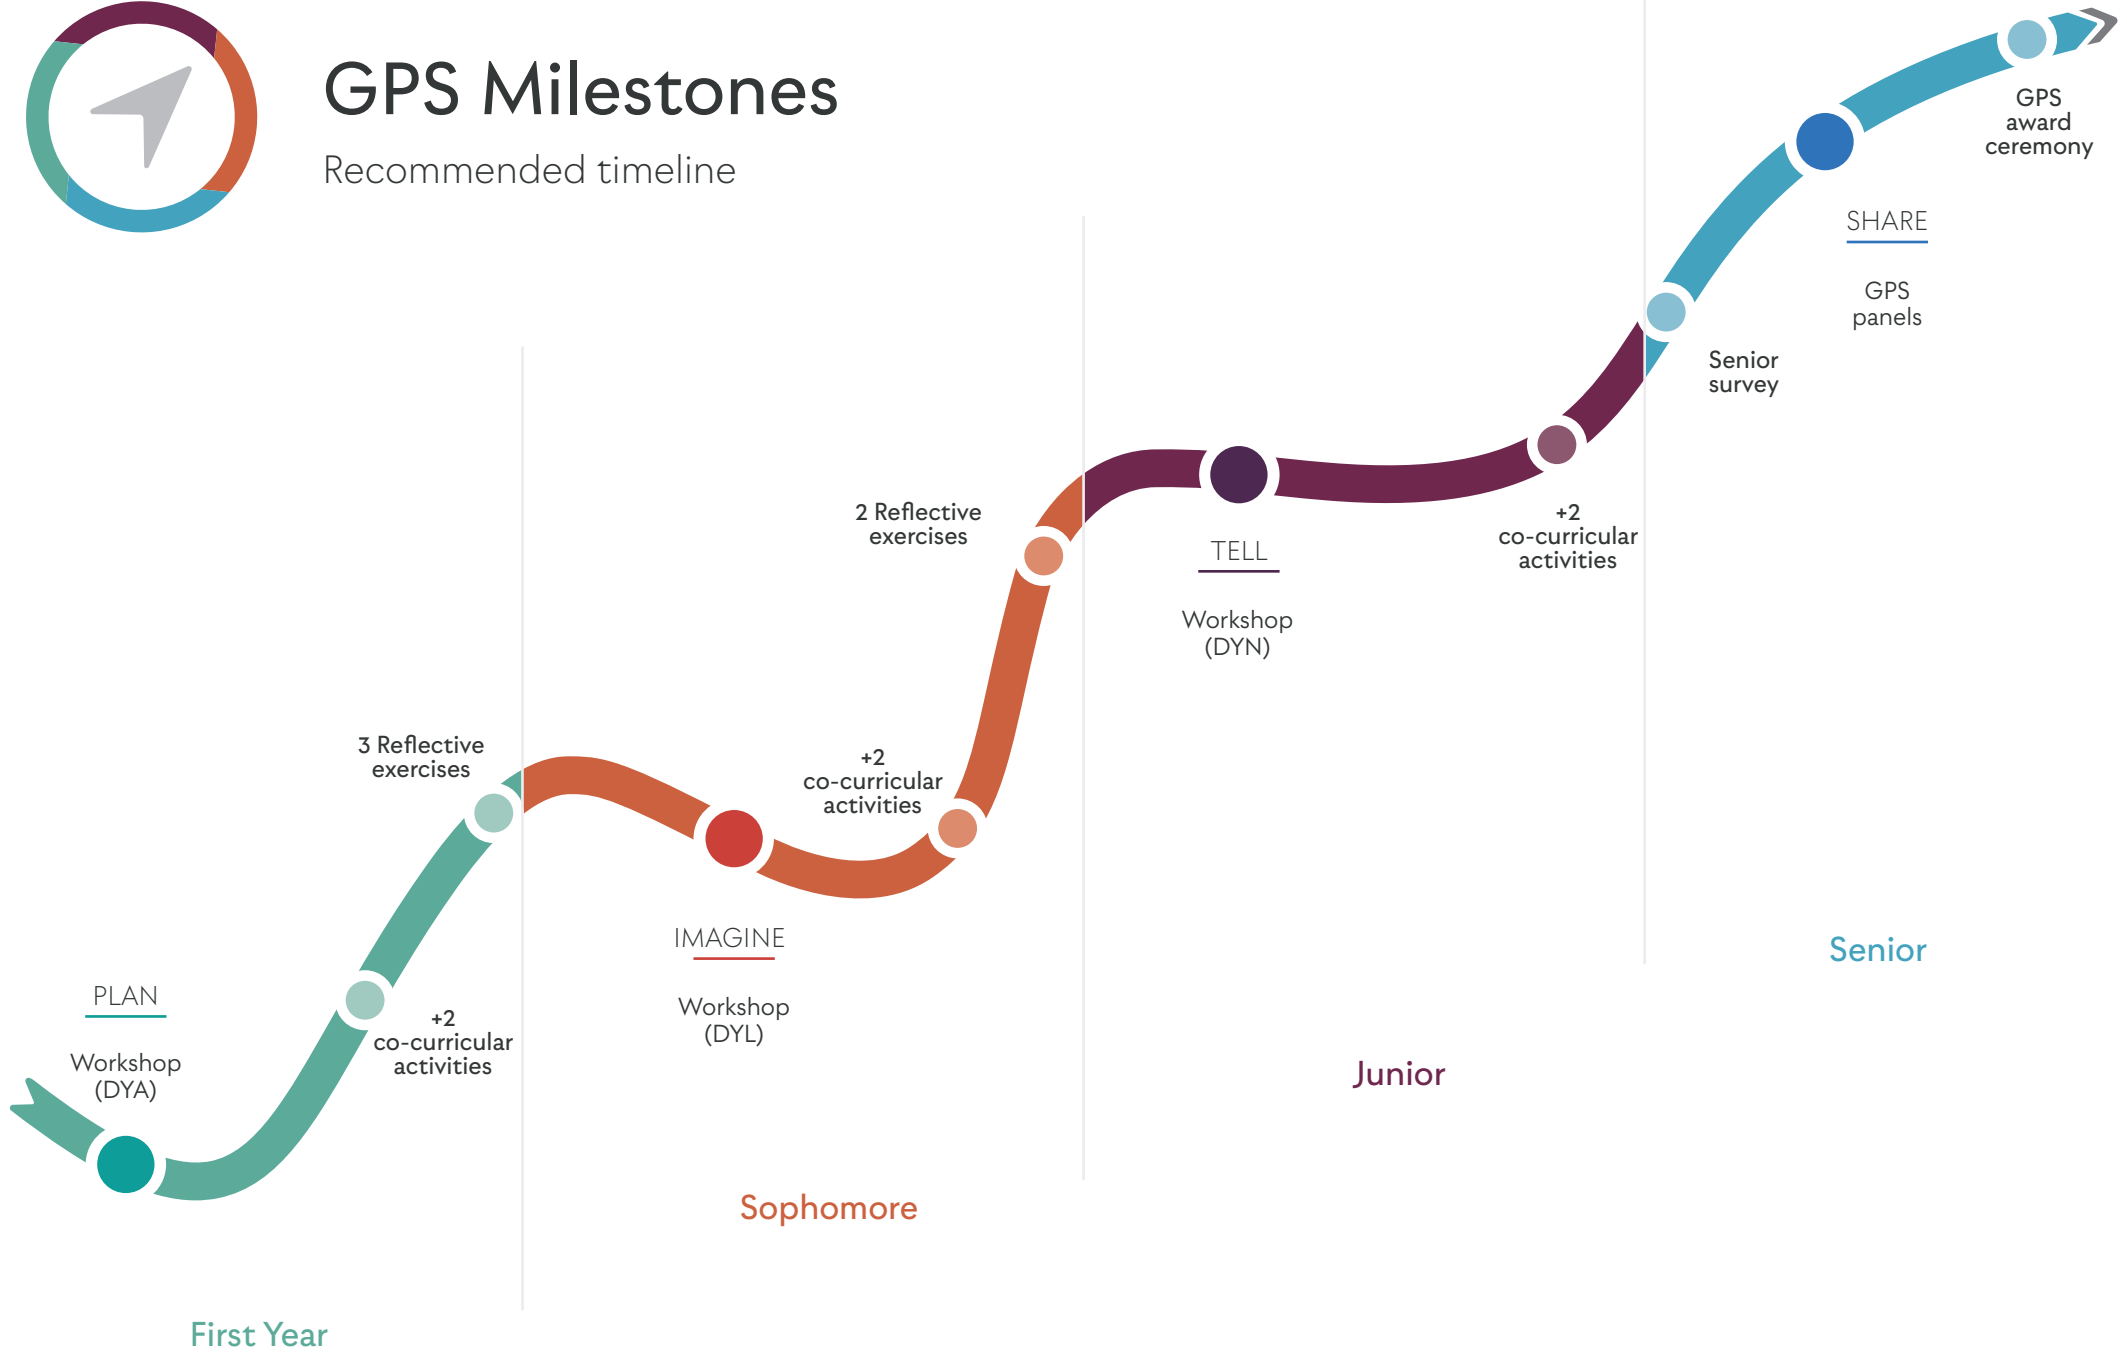 GPS Milestones
Recommended timeline
PLAN
Workshop
(DYA)
+2
co-curricular
activities
3 Reflective
exercises
First Year
IMAGINE
Workshop
(DYL)
+2
co-curricular
activities
2 Reflective
exercises
Sophomore
TELL
Workshop
(DYN)
+2
co-curricular
activities
Junior
Senior
survey
SHARE
GPS
panels
GPS
award
ceremony
Senior